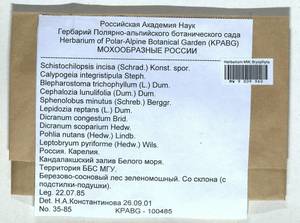 Российская Академия Наук
Гербарий Полярно-альпийского ботанического сада
Herbarium of Polar-Alpine Botanical Garden (KPABG)
МОХООБРАЗНЫЕ РОССИИ
Herbarium MW, Bryophyta
Schistochilopsis incisa (Schrad.) Konst. spor.
Calypogeia integristipula Steph.
Blepharostoma trichophyllum (L.) Dum.
Cephalozia lunulifolia (Dum.) Dum.
Sphenolobus minutus (Schreb.) Berggr.
Lepidozia reptans (L.) Dum.
Dicranum congestum Brid.
Dicranum scoparium Hedw.
Pohlia nutans (Hedw.) Lindb.
Leptobryum pyriforme (Hedw.) Wils.
Россия. Карелия.
Кандалакшский залив Белого моря.
Территория ББС МГУ.
Березово-сосновый лес зеленомошный. Со склона (с
подстилки-подушки).
Leg. 22.07.85
Det. Н.А.Константинова 26.09.01
No. 35-85 KPABG - 100485